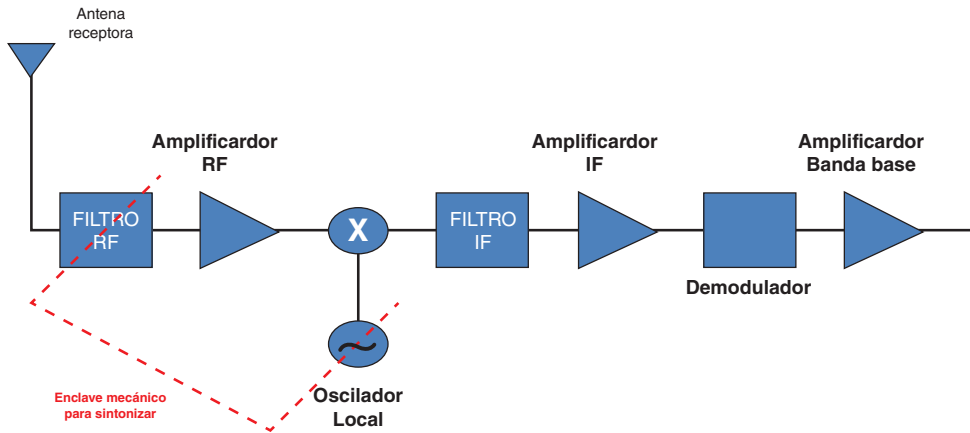 Antena
receptora
Amplificardor
RF
Amplificardor
IF
Amplificardor
Banda base
FILTRO
RF
X
FILTRO
IF
Demodulador
Enclave mecánico
para sintonizar
Oscilador
Local